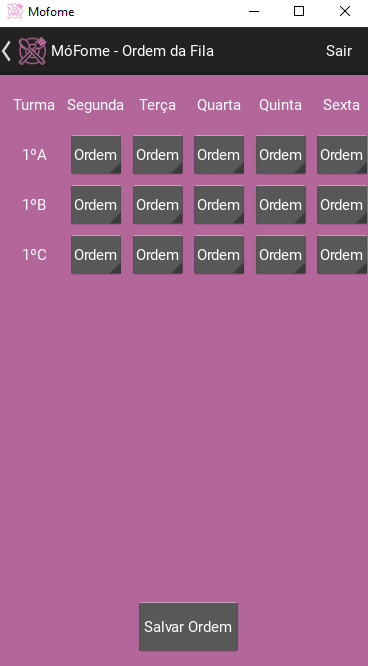 Mofome
MóFome - Ordem da Fila Sair
Turma Segunda Terça Quarta Quinta Sexta
1ºA Ordem Ordem Ordem Ordem Ordem
1ºB Ordem Ordem Ordem Ordem Ordem
1ºC Ordem Ordem Ordem Ordem Ordem
Salvar Ordem